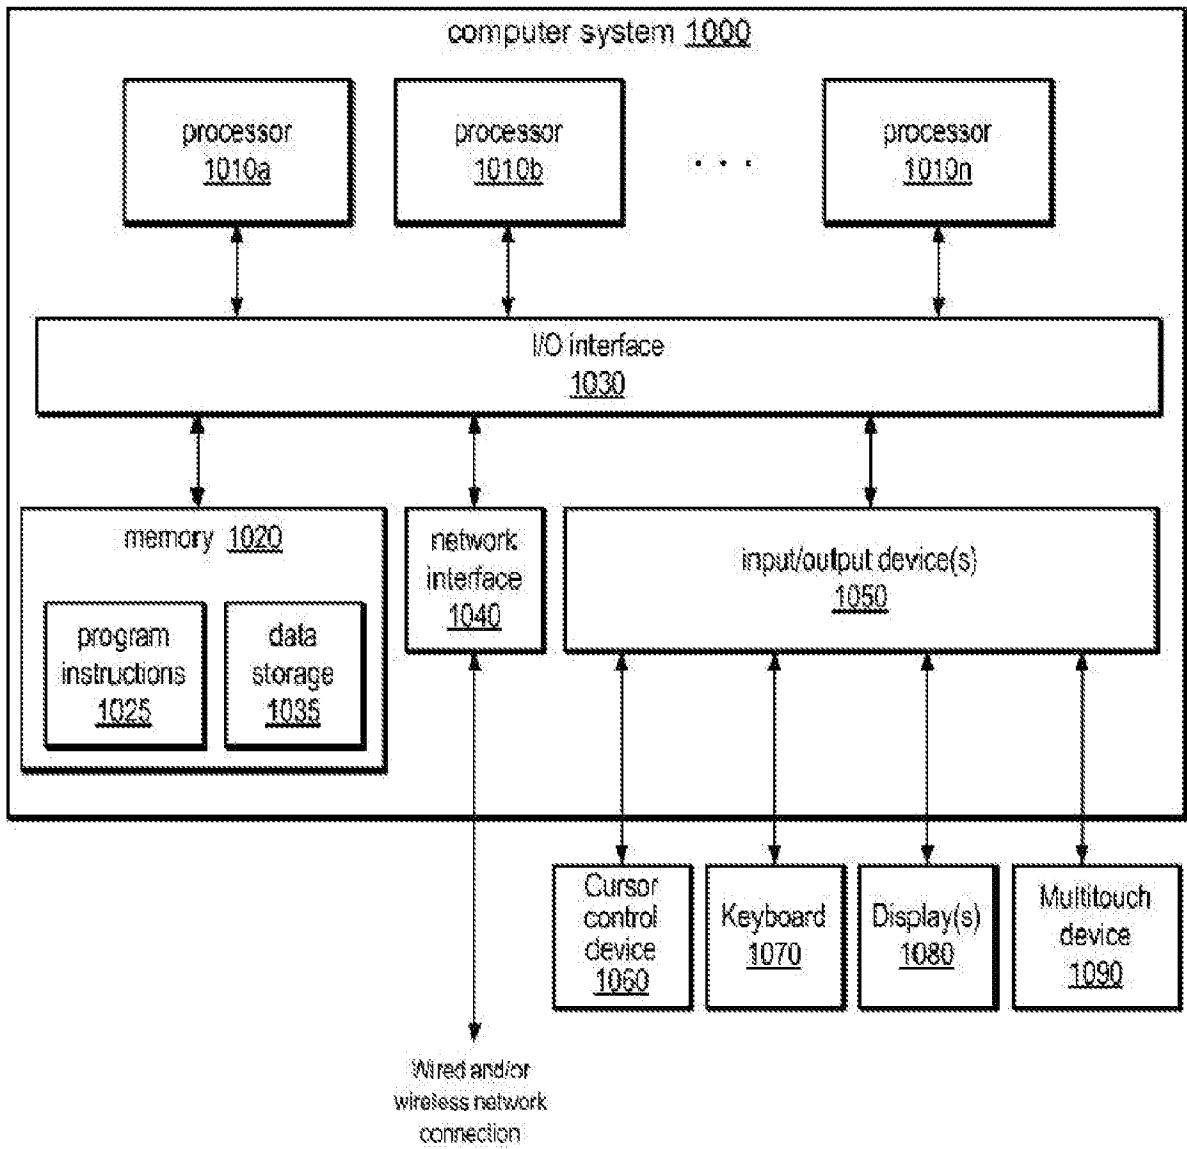 computer system 1000
processor
1010a
processor
1010b
. . .
processor
1010n
I/O interface
1030
memory 1020
program
instructions
1025
data
storage
1035
network
interface
1040
input/output device(s)
1050
Cursor
control
device
1060
Keyboard
1070
Display(s)
1080
Multitouch
device
1090
Wired and/or
wireless network
connection